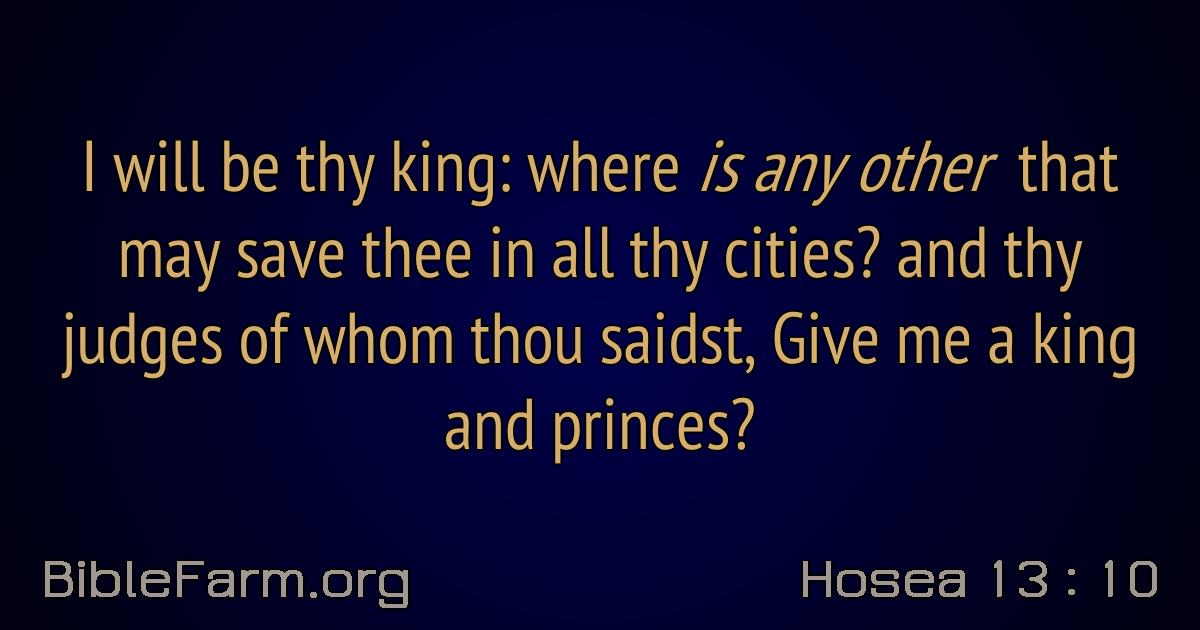 I will be thy king: where is any other that
may save thee in all thy cities? and thy
judges of whom thou saidst, Give me a king
and princes?
BibleFarm.org
Hosea 13 : 10